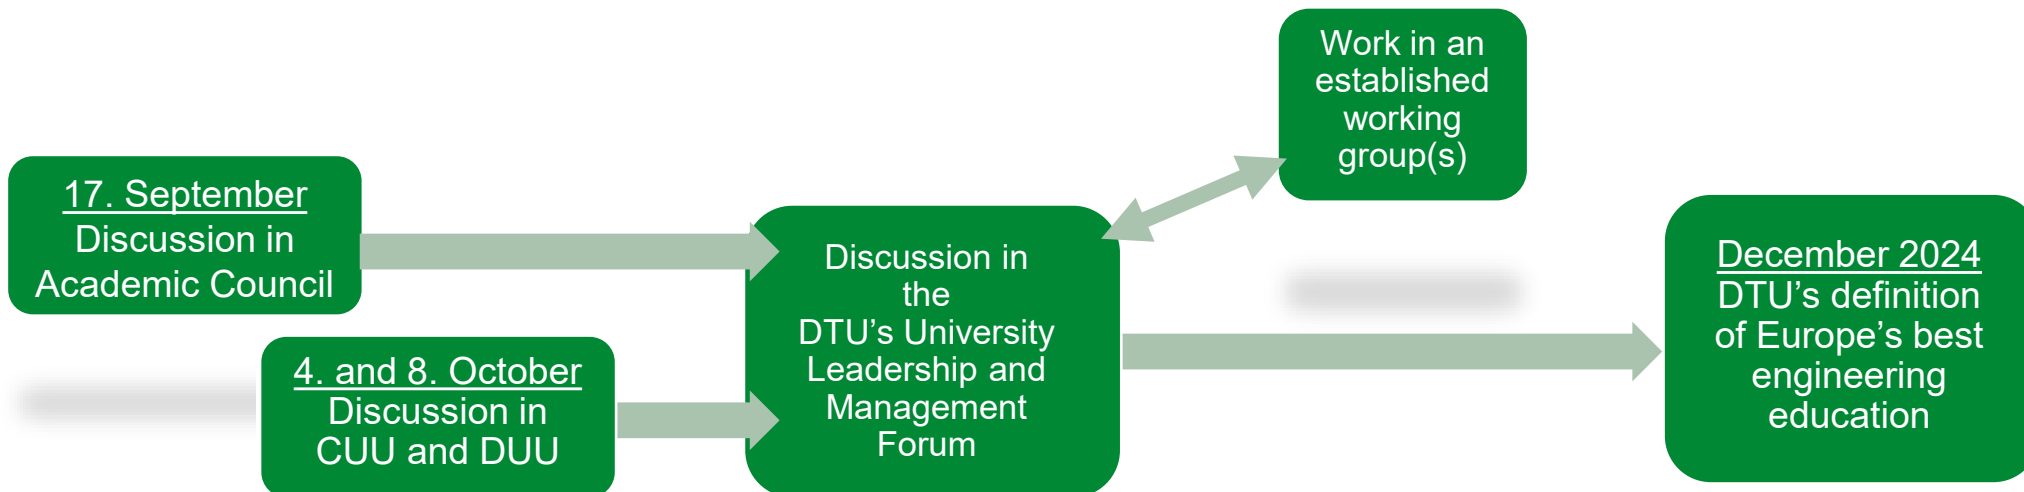 17. September
Discussion in
Academic Council
4. and 8. October
Discussion in
CUU and DUU
Discussion in
the
DTU’s University
Leadership and
Management
Forum
Work in an
established
working
group(s)
December 2024
DTU’s definition
of Europe’s best
engineering
education